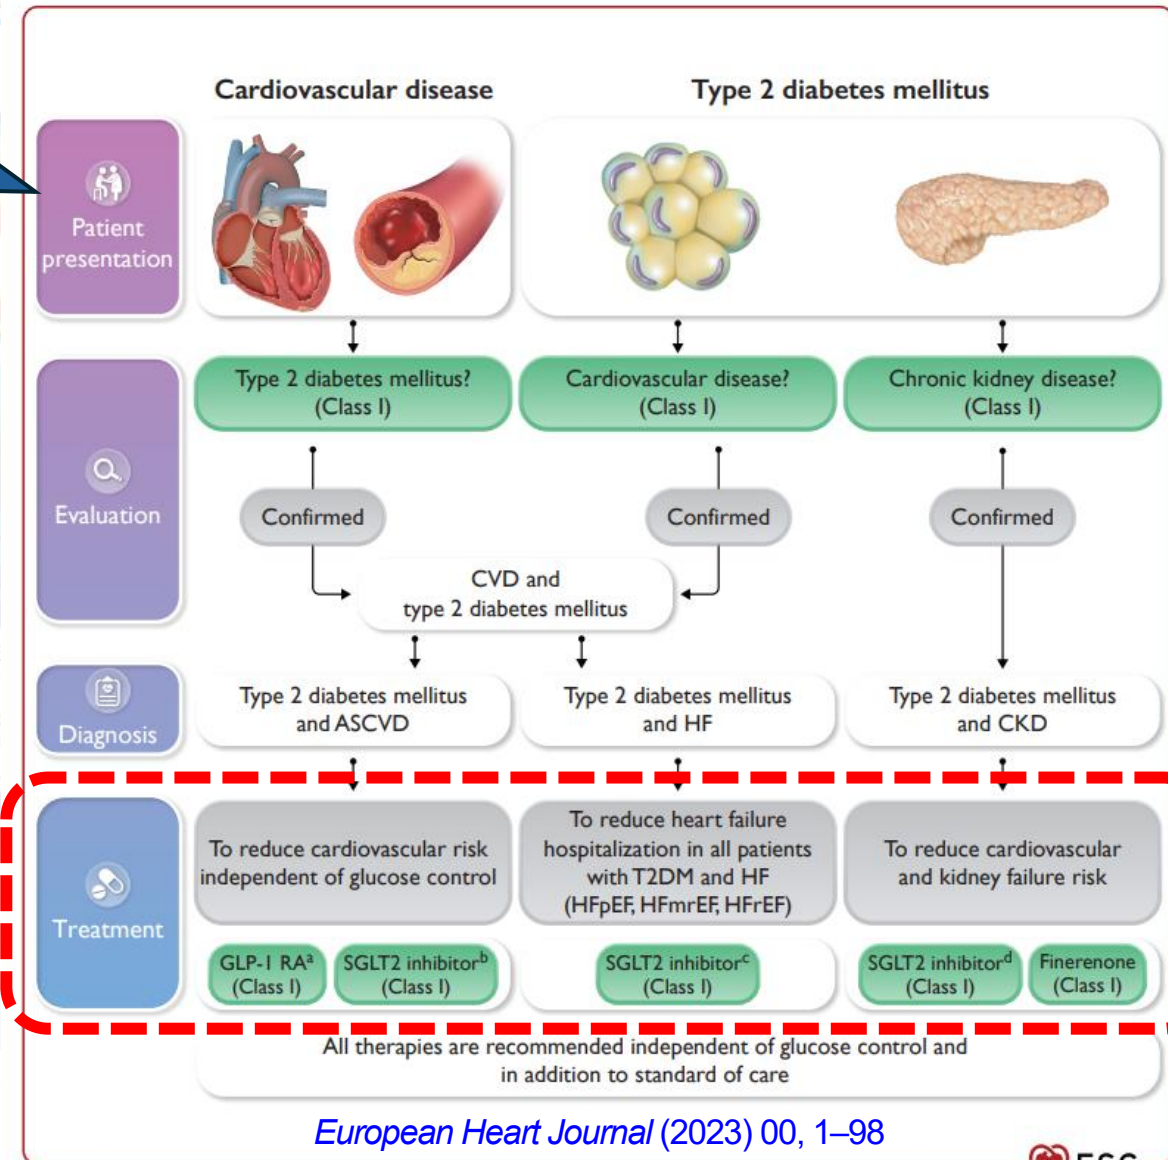 Cardiovascular disease
Type 2 diabetes mellitus
Patient
presentation
Type 2 diabetes mellitus?
(Class I)
Cardiovascular disease?
(Class I)
Chronic kidney disease?
(Class I)
Evaluation
Confirmed
Confirmed
Confirmed
CVD and
type 2 diabetes mellitus
Diagnosis
Type 2 diabetes mellitus
and ASCVD
Type 2 diabetes mellitus
and HF
Type 2 diabetes mellitus
and CKD
Treatment
To reduce cardiovascular risk
independent of glucose control
To reduce heart failure
hospitalization in all patients
with T2DM and HF
(HFpEF, HFmrEF, HFrEF)
To reduce cardiovascular
and kidney failure risk
GLP-1 RAᵃ
(Class I)
SGLT2 inhibitorᵇ
(Class I)
SGLT2 inhibitorᶜ
(Class I)
SGLT2 inhibitorᵈ
(Class I)
Finerenone
(Class I)
All therapies are recommended independent of glucose control and
in addition to standard of care
European Heart Journal (2023) 00, 1–98